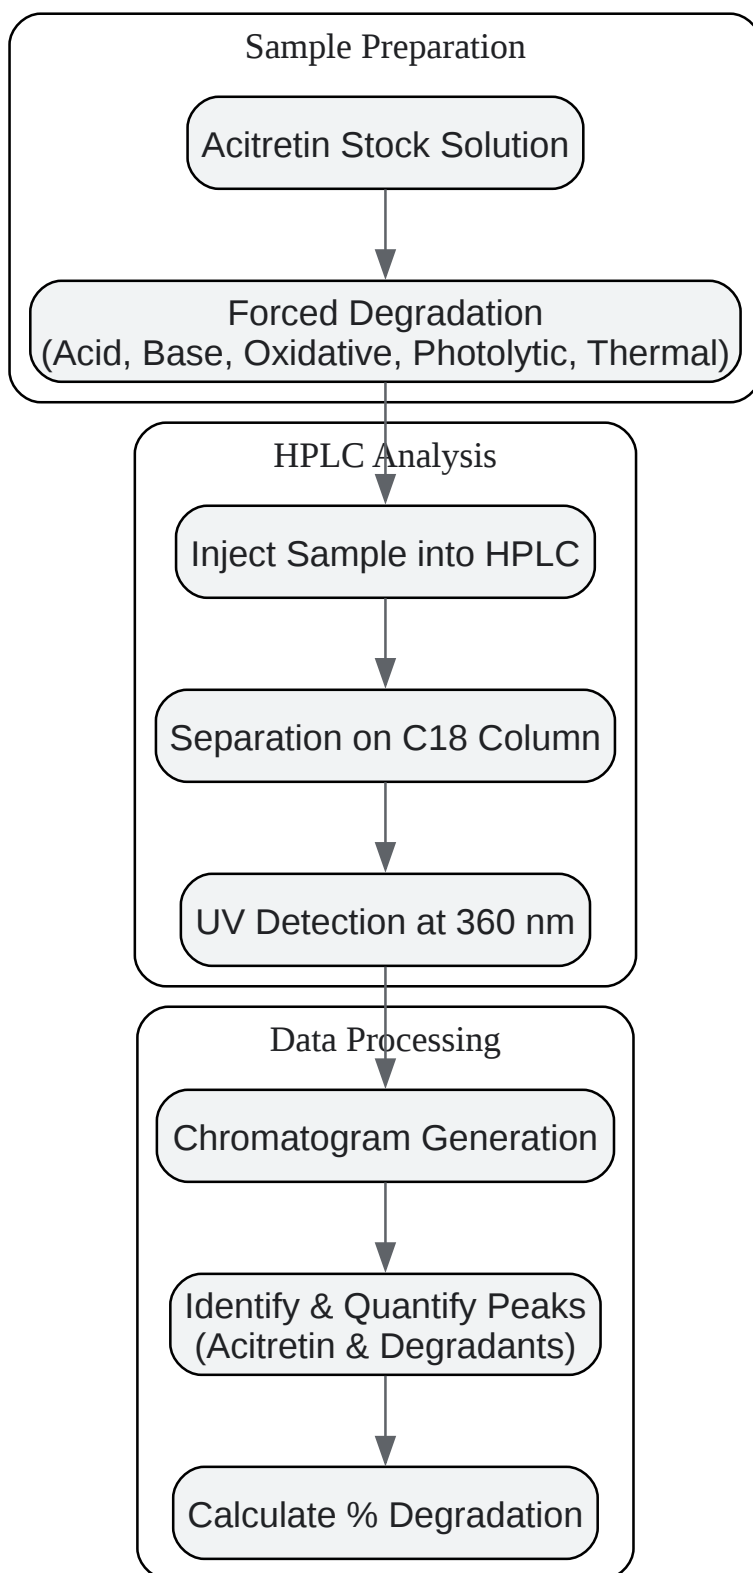 Sample Preparation
Acitretin Stock Solution
Forced Degradation
(Acid, Base, Oxidative, Photolytic, Thermal)
HPLC Analysis
Inject Sample into HPLC
Separation on C18 Column
UV Detection at 360 nm
Data Processing
Chromatogram Generation
Identify & Quantify Peaks
(Acitretin & Degradants)
Calculate % Degradation